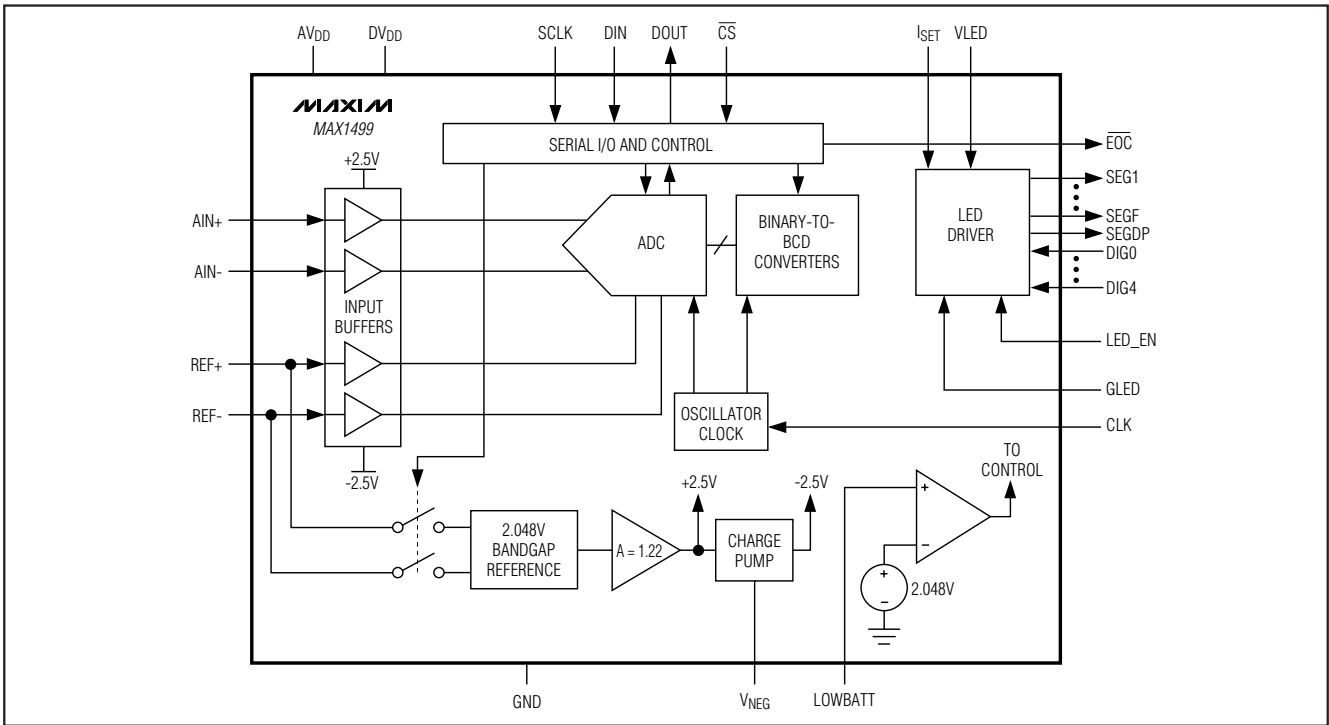 AVDD DVDD SCLK DIN DOUT C̅S̅ ISET VLED
MAXIM
MAX1499
SERIAL I/O AND CONTROL
E̅O̅C̅
+2.5V
SEG1
AIN+
ADC
BINARY-TO-
BCD
CONVERTERS
LED
DRIVER
SEGF
SEGDP
DIG0
AIN-
DIG4
INPUT
BUFFERS
LED_EN
REF+
GLED
REF-
OSCILLATOR
CLOCK
CLK
-2.5V
+2.5V
-2.5V
TO
CONTROL
+
2.048V
BANDGAP
REFERENCE
A = 1.22
CHARGE
PUMP
−
+
−
2.048V
GND VNEG LOWBATT